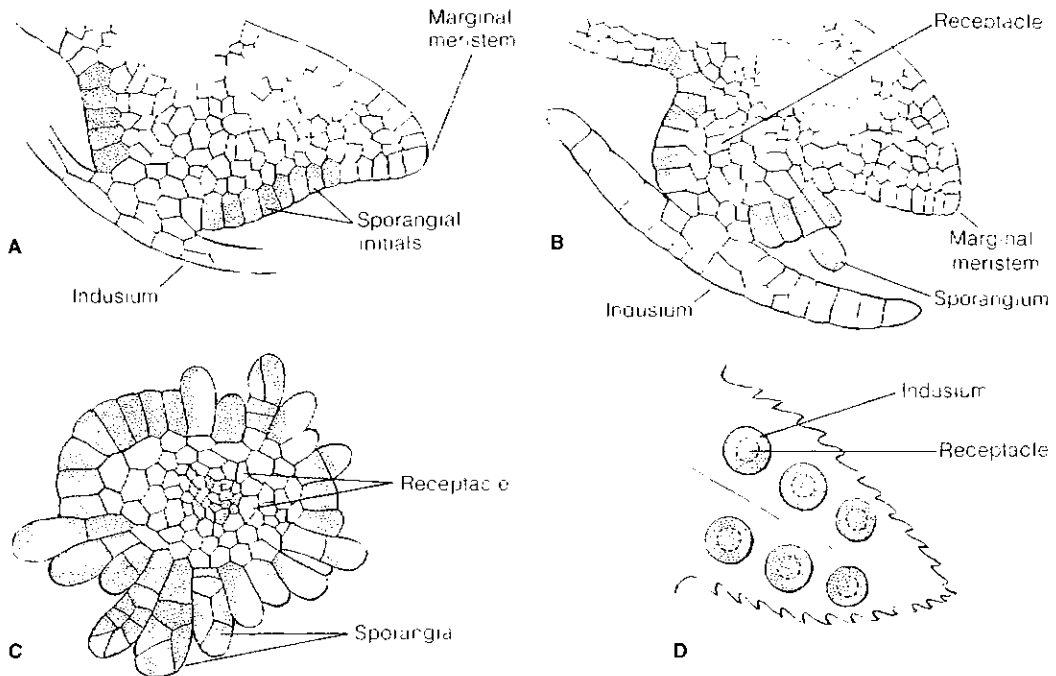 Marginal
meristem
Sporangial
initials
A
Indusium
Receptacle
B
Marginal
meristem
Indusium
Sporangium
Receptacle
Sporangia
C
Indusium
Receptacle
D